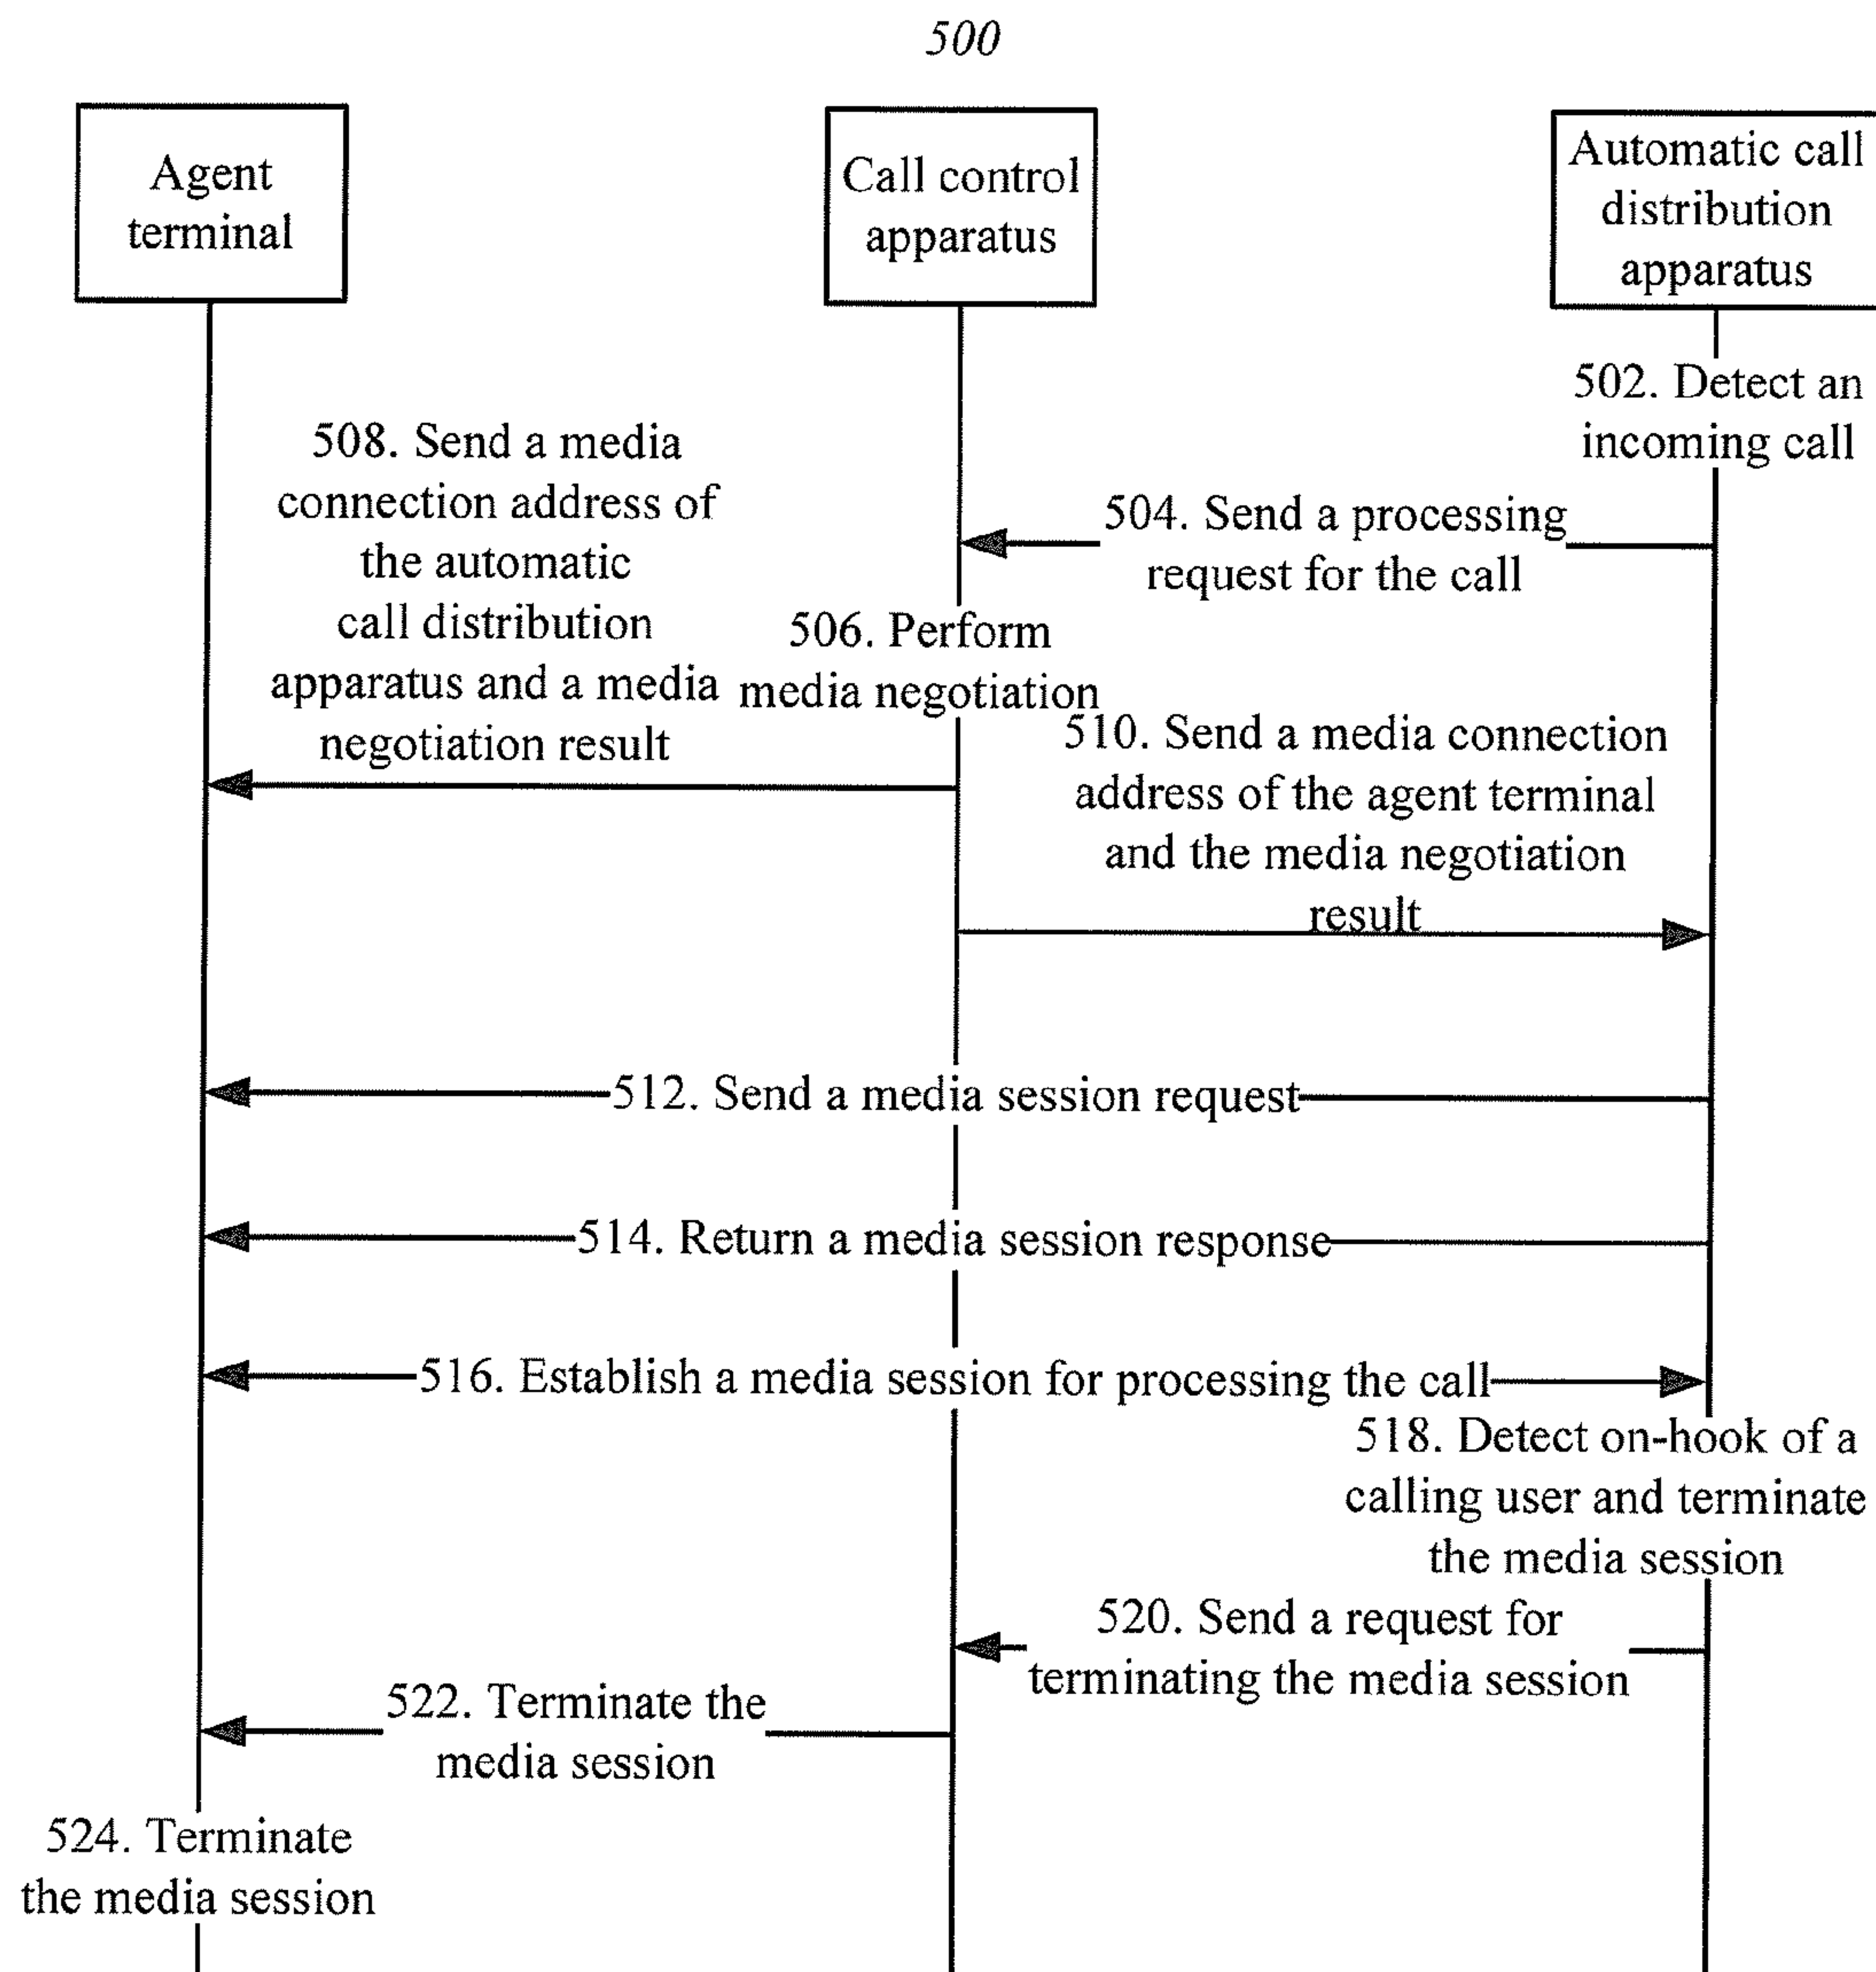 500
Agent
terminal
Call control
apparatus
Automatic call
distribution
apparatus
502. Detect an
incoming call
504. Send a processing
request for the call
506. Perform
media negotiation
508. Send a media
connection address of
the automatic
call distribution
apparatus and a media
negotiation result
510. Send a media connection
address of the agent terminal
and the media negotiation
result
512. Send a media session request
514. Return a media session response
516. Establish a media session for processing the call
518. Detect on-hook of a
calling user and terminate
the media session
520. Send a request for
terminating the media session
522. Terminate the
media session
524. Terminate
the media session